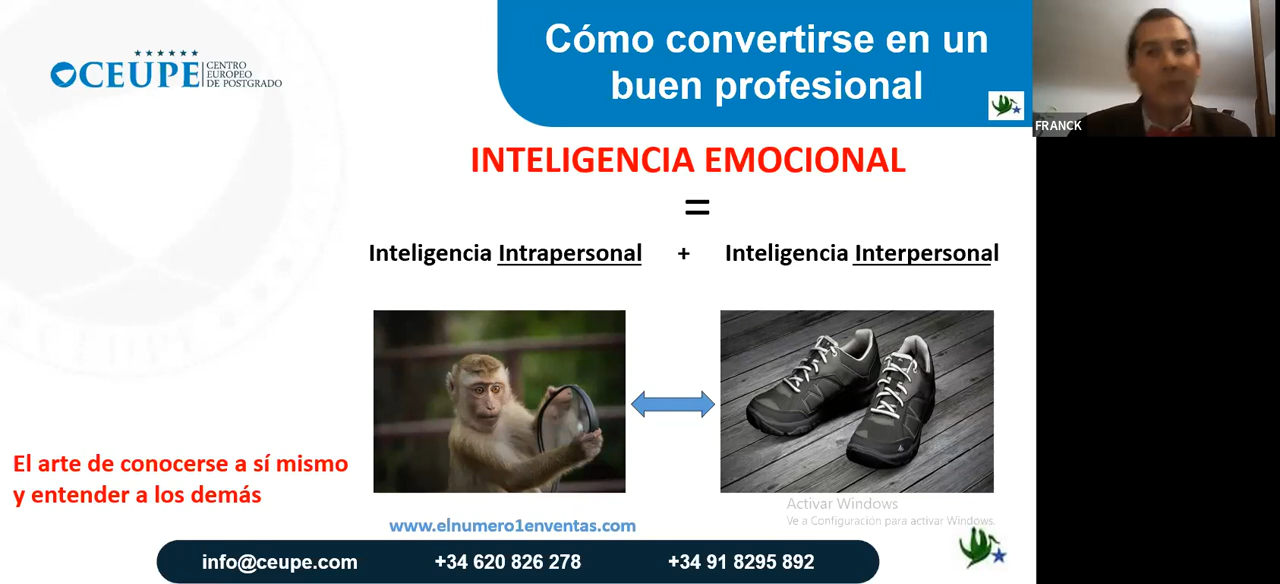 CEUPE
CENTRO
EUROPEO
DE POSTGRADO
Cómo convertirse en un
buen profesional
FRANCK
INTELIGENCIA EMOCIONAL
=
Inteligencia Intrapersonal + Inteligencia Interpersonal
El arte de conocerse a sí mismo
y entender a los demás
Activar Windows
Ve a Configuración para activar Windows.
www.elnumero1enventas.com
info@ceupe.com +34 620 826 278 +34 91 8295 892